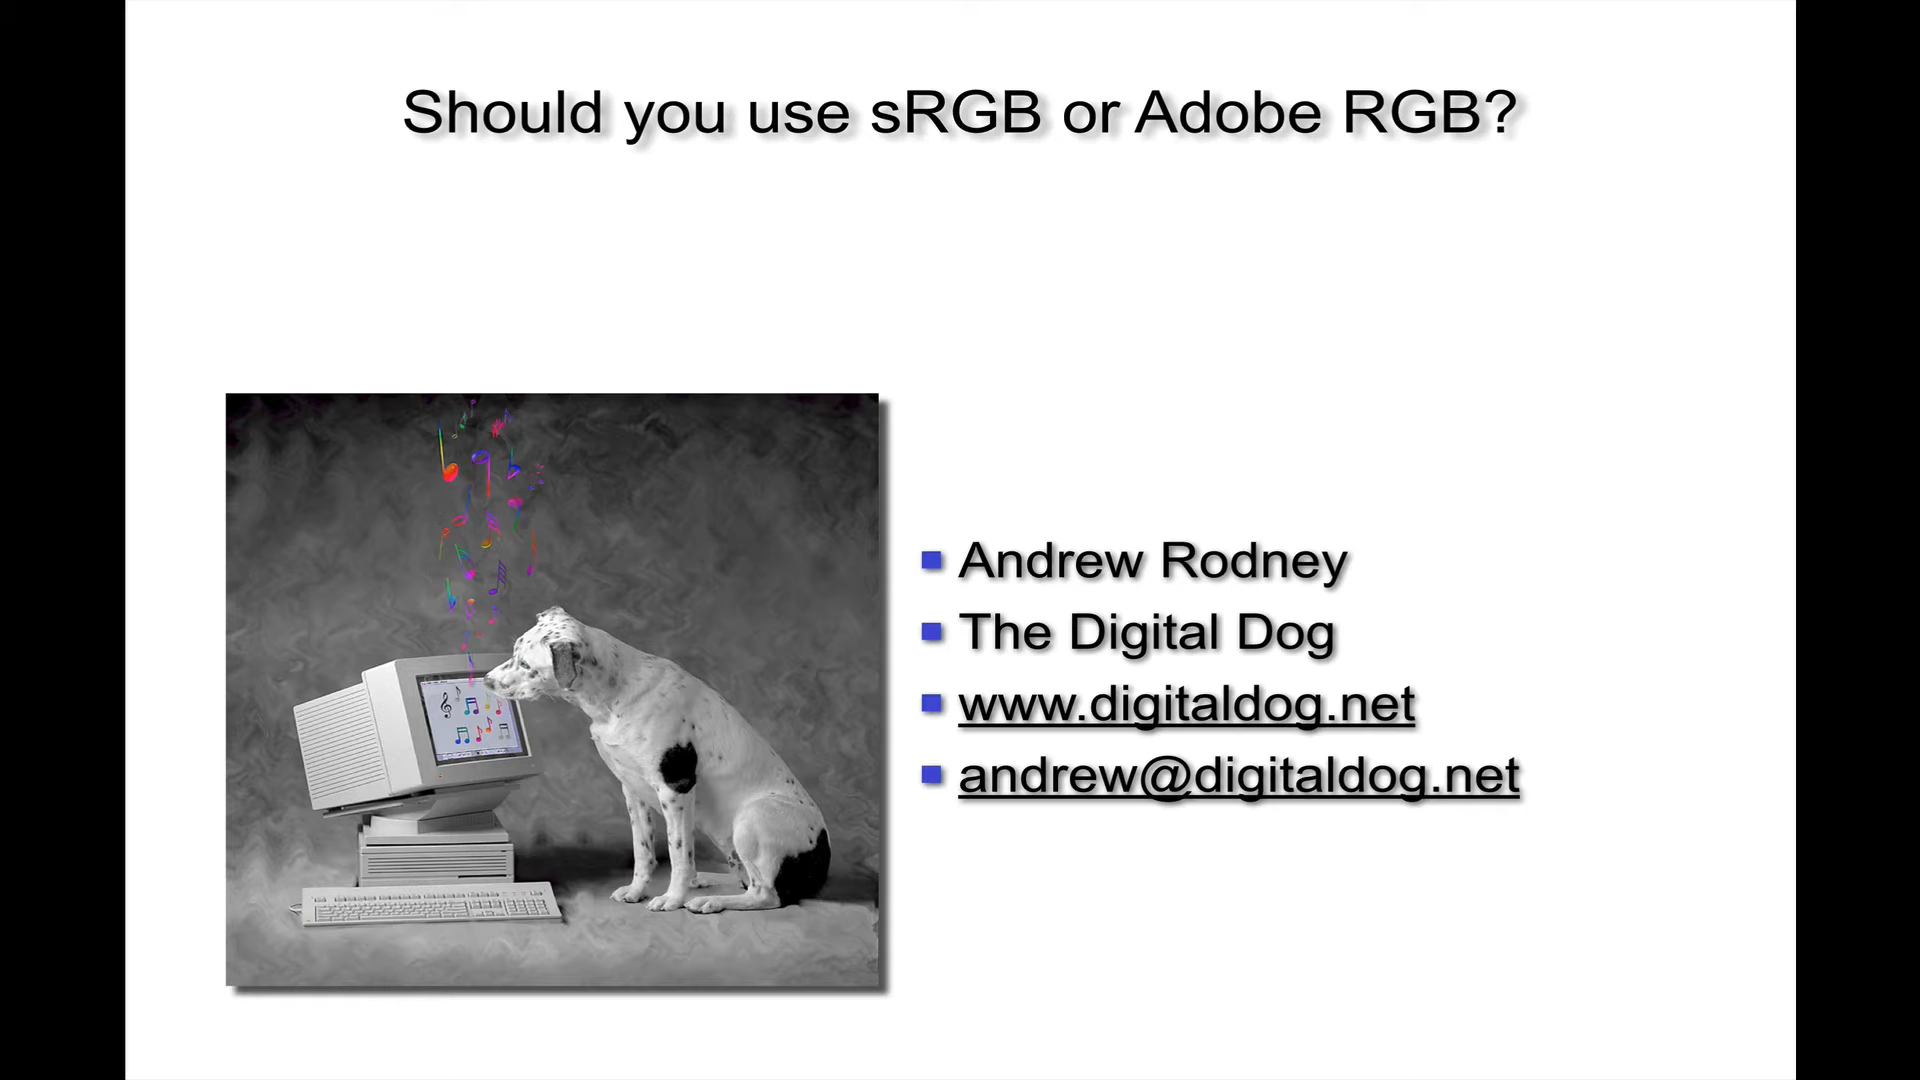 Should you use sRGB or Adobe RGB?
Andrew Rodney
The Digital Dog
www.digitaldog.net
andrew@digitaldog.net